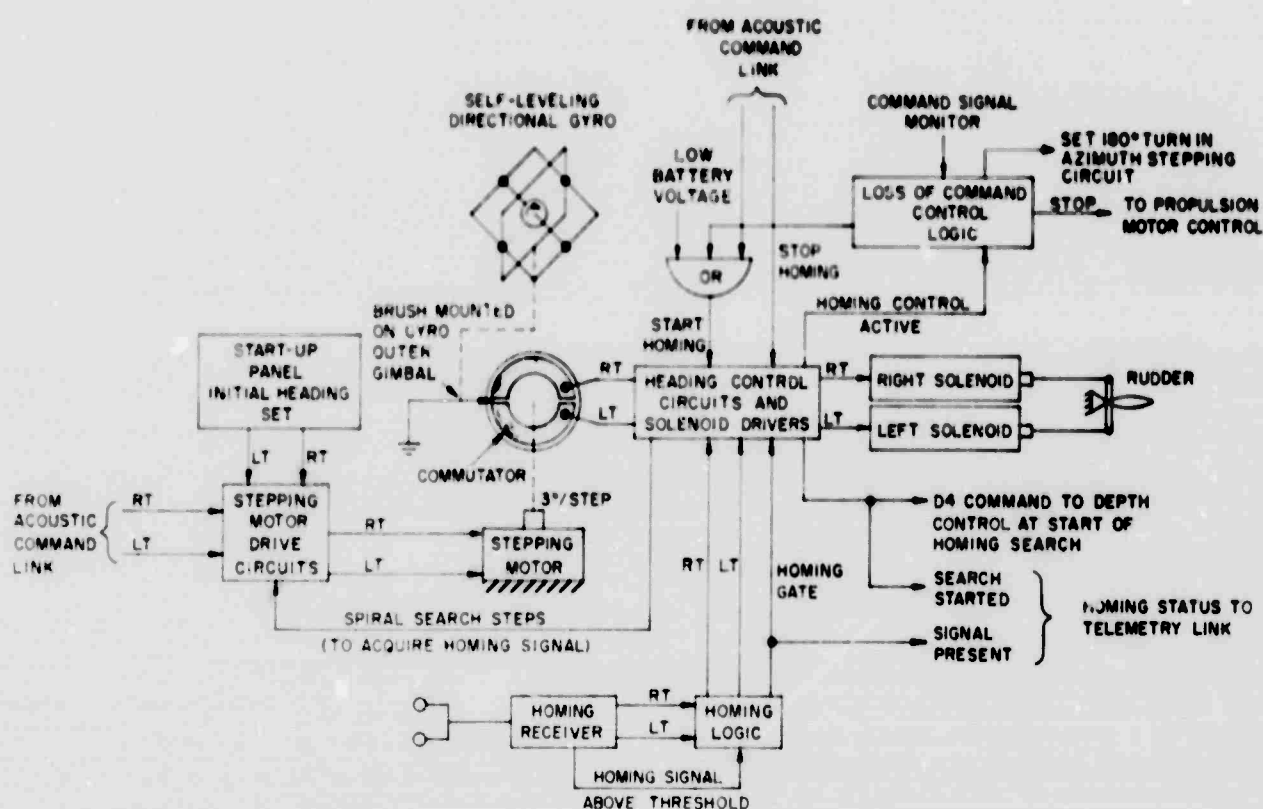 FROM ACOUSTIC
COMMAND
LINK
SELF-LEVELING
DIRECTIONAL GYRO
COMMAND SIGNAL
MONITOR
LOW
BATTERY
VOLTAGE
SET 180° TURN IN
AZIMUTH STEPPING
CIRCUIT
LOSS OF COMMAND
CONTROL
LOGIC
STOP
TO PROPULSION
MOTOR CONTROL
OR
STOP
HOMING
BRUSH MOUNTED
ON GYRO
OUTER
GIMBAL
START
HOMING
HOMING CONTROL
ACTIVE
START-UP
PANEL
INITIAL HEADING
SET
RT
LT
HEADING CONTROL
CIRCUITS AND
SOLENOID DRIVERS
RT
LT
RIGHT SOLENOID
LEFT SOLENOID
RUDDER
COMMUTATOR
LT
RT
3°/STEP
FROM
ACOUSTIC
COMMAND
LINK
RT
LT
STEPPING
MOTOR
DRIVE
CIRCUITS
RT
LT
STEPPING
MOTOR
D4 COMMAND TO DEPTH
CONTROL AT START OF
HOMING SEARCH
RT
LT
HOMING
GATE
SEARCH
STARTED
SIGNAL
PRESENT
HOMING STATUS TO
TELEMETRY LINK
SPIRAL SEARCH STEPS
(TO ACQUIRE HOMING SIGNAL)
HOMING
RECEIVER
RT
LT
HOMING
LOGIC
HOMING SIGNAL
ABOVE THRESHOLD